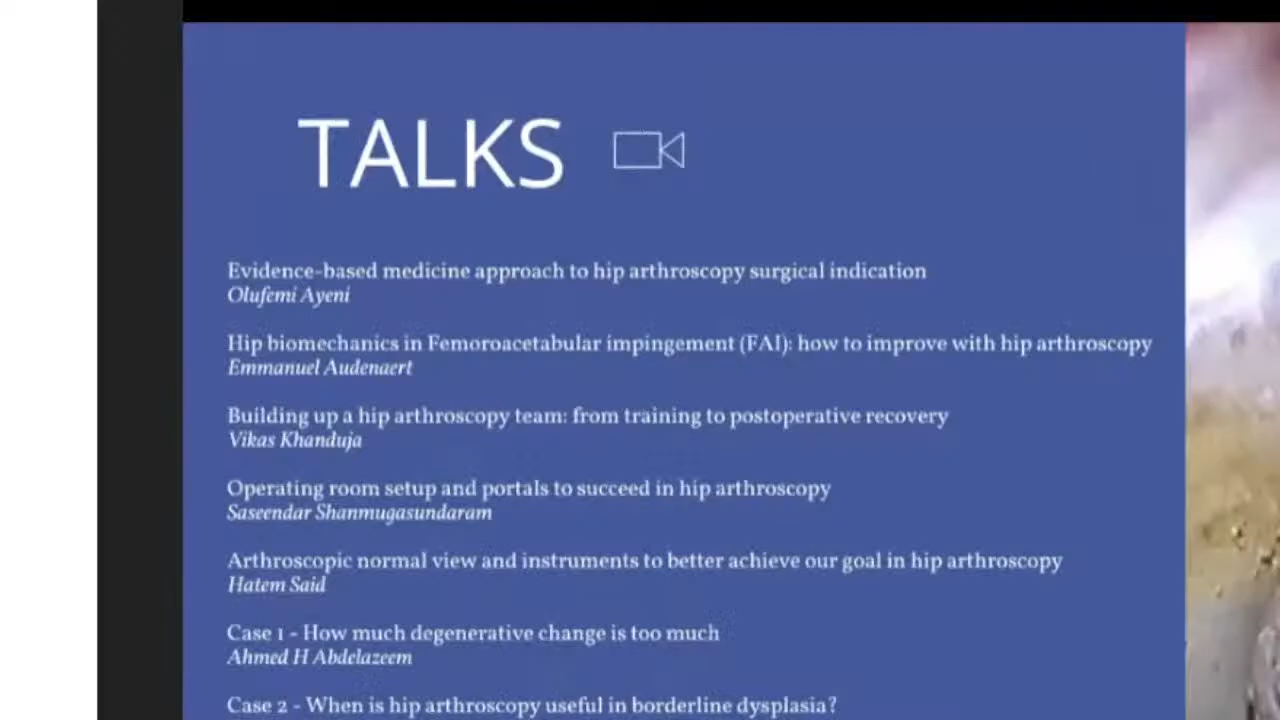 TALKS
Evidence-based medicine approach to hip arthroscopy surgical indication
Olufemi Ayeni
Hip biomechanics in Femoroacetabular impingement (FAI): how to improve with hip arthroscopy
Emmanuel Audenaert
Building up a hip arthroscopy team: from training to postoperative recovery
Vikas Khanduja
Operating room setup and portals to succeed in hip arthroscopy
Saseendar Shanmugasundaram
Arthroscopic normal view and instruments to better achieve our goal in hip arthroscopy
Hatem Said
Case 1 - How much degenerative change is too much
Ahmed H Abdelazeem
Case 2 - When is hip arthroscopy useful in borderline dysplasia?